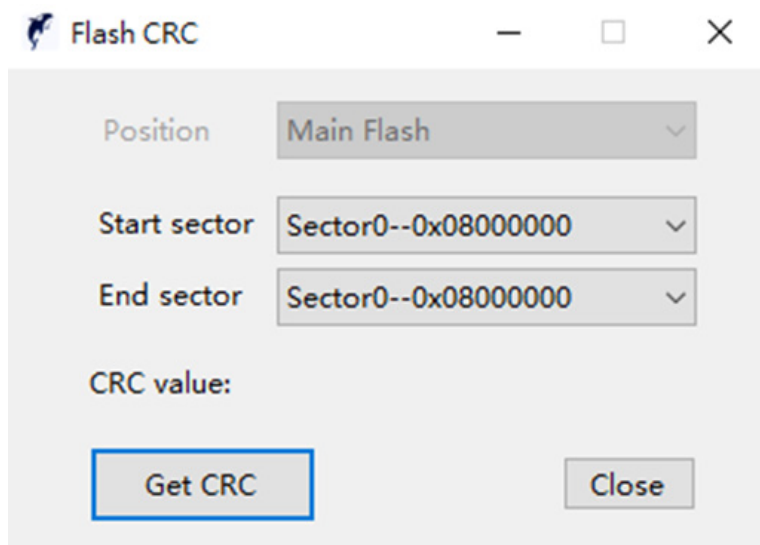 Flash CRC
Position Main Flash
Start sector Sector0--0x08000000
End sector Sector0--0x08000000
CRC value:
Get CRC Close